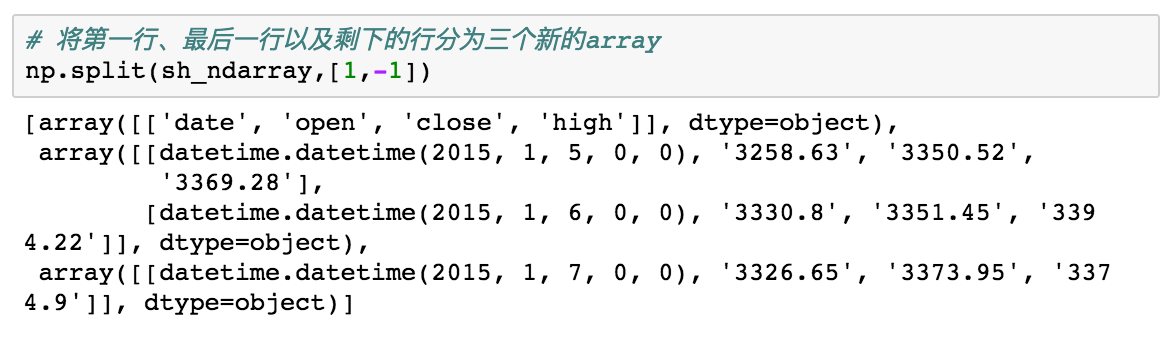 # 将第一行、最后一行以及剩下的行分为三个新的array
np.split(sh_ndarray,[1,-1])
[array([['date', 'open', 'close', 'high']], dtype=object),
 array([[datetime.datetime(2015, 1, 5, 0, 0), '3258.63', '3350.52',
         '3369.28'],
        [datetime.datetime(2015, 1, 6, 0, 0), '3330.8', '3351.45', '339
4.22']], dtype=object),
 array([[datetime.datetime(2015, 1, 7, 0, 0), '3326.65', '3373.95', '337
4.9']], dtype=object)]